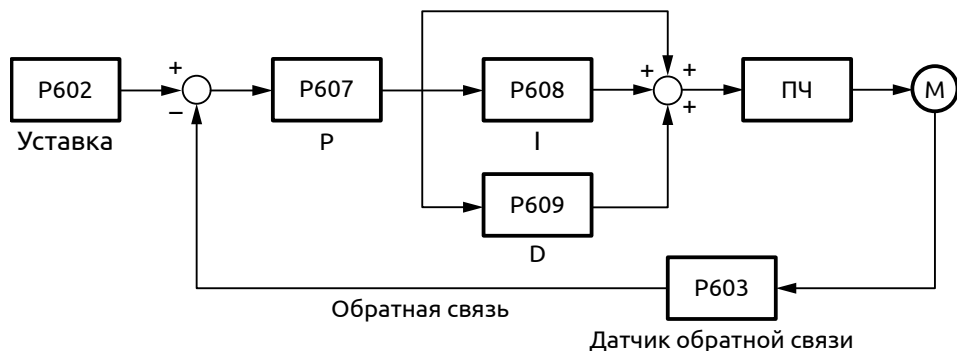 +
P602
P607
P608
+
+
ПЧ
M
−
+
Уставка
P
I
P609
D
P603
Обратная связь
Датчик обратной связи